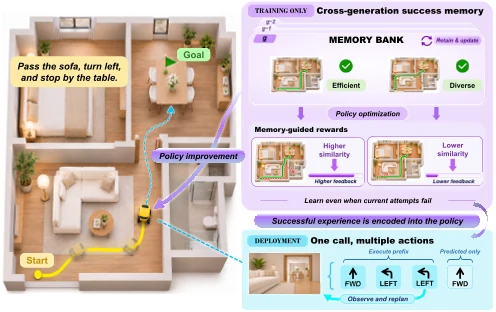 Pass the sofa, turn left,
and stop by the table.
Goal
Start
Policy improvement
TRAINING ONLY
Cross-generation success memory
g−2
g−1
g
MEMORY BANK
Retain & update
Efficient
Diverse
Policy optimization
Memory-guided rewards
Higher
similarity
Higher feedback
Lower
similarity
Lower feedback
Learn even when current attempts fail
Successful experience is encoded into the policy
DEPLOYMENT
One call, multiple actions
Execute prefix
Predicted only
FWD
LEFT
LEFT
FWD
Observe and replan